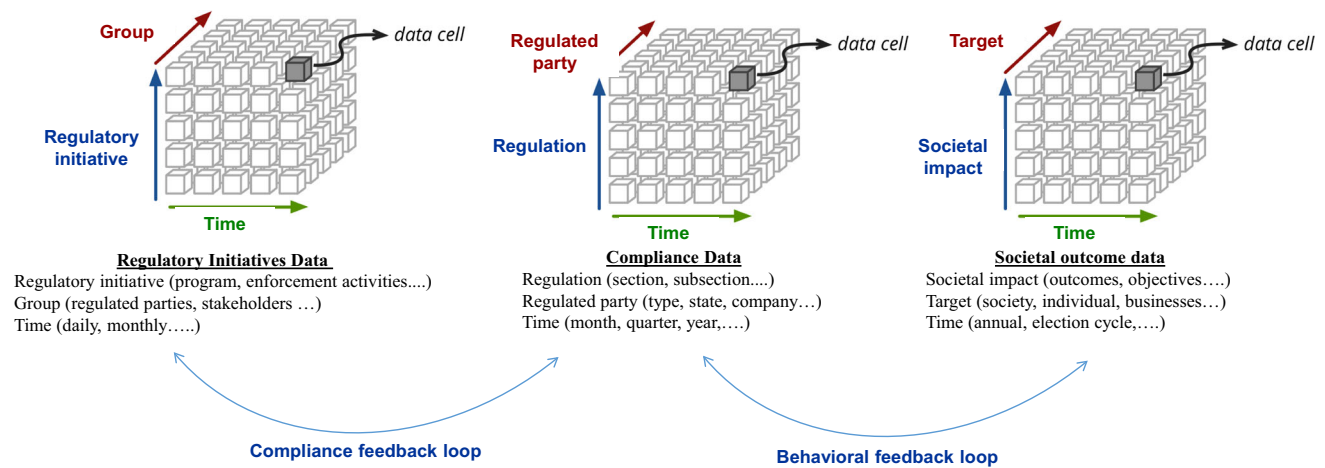 Group
data cell
Regulatory
initiative
Time
Regulatory Initiatives Data
Regulatory initiative (program, enforcement activities....)
Group (regulated parties, stakeholders …)
Time (daily, monthly…..)
Regulated
party
data cell
Regulation
Time
Compliance Data
Regulation (section, subsection....)
Regulated party (type, state, company…)
Time (month, quarter, year,….)
Target
data cell
Societal
impact
Time
Societal outcome data
Societal impact (outcomes, objectives….)
Target (society, individual, businesses…)
Time (annual, election cycle,….)
Compliance feedback loop
Behavioral feedback loop